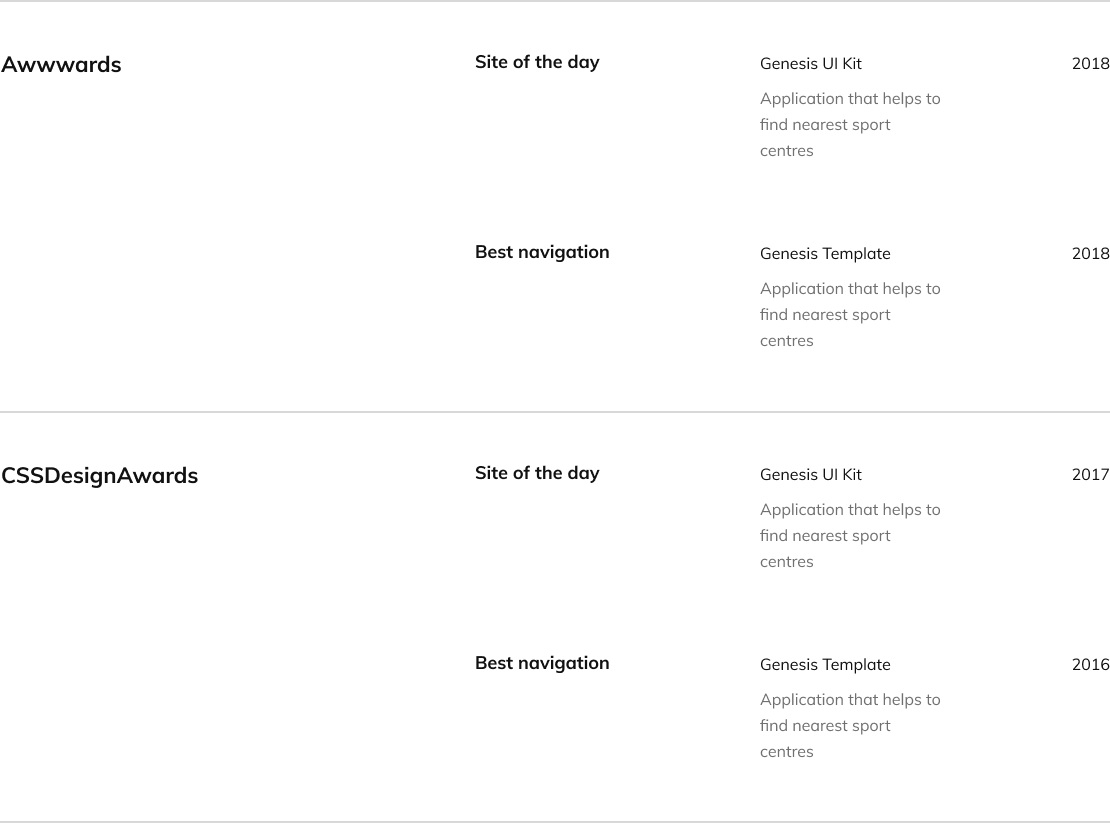 Awwwards
Site of the day
Genesis UI Kit
2018
Application that helps to
find nearest sport
centres
Best navigation
Genesis Template
2018
Application that helps to
find nearest sport
centres
CSSDesignAwards
Site of the day
Genesis UI Kit
2017
Application that helps to
find nearest sport
centres
Best navigation
Genesis Template
2016
Application that helps to
find nearest sport
centres